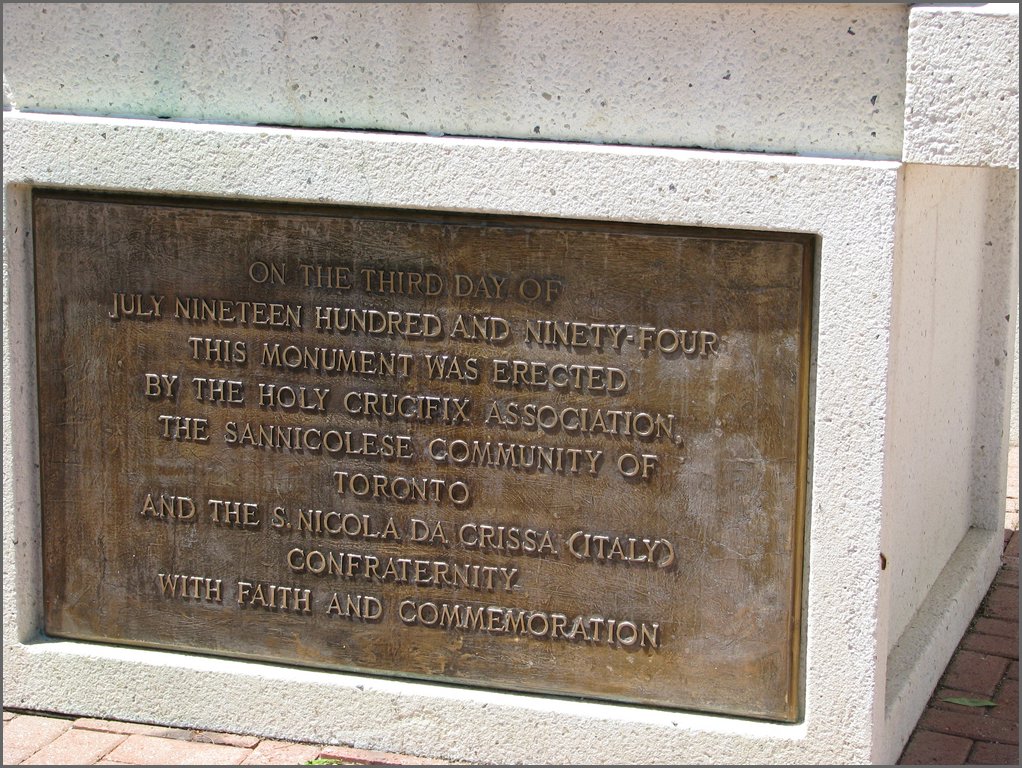 ON THE THIRD DAY OF
JULY NINETEEN HUNDRED AND NINETY-FOUR
THIS MONUMENT WAS ERECTED
BY THE HOLY CRUCIFIX ASSOCIATION,
THE SANNICOLESE COMMUNITY OF
TORONTO
AND THE S. NICOLA DA CRISSA (ITALY)
CONFRATERNITY
WITH FAITH AND COMMEMORATION